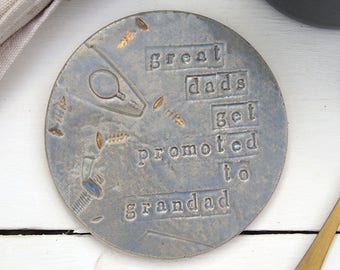 great
dads
get
promoted
to
grandad